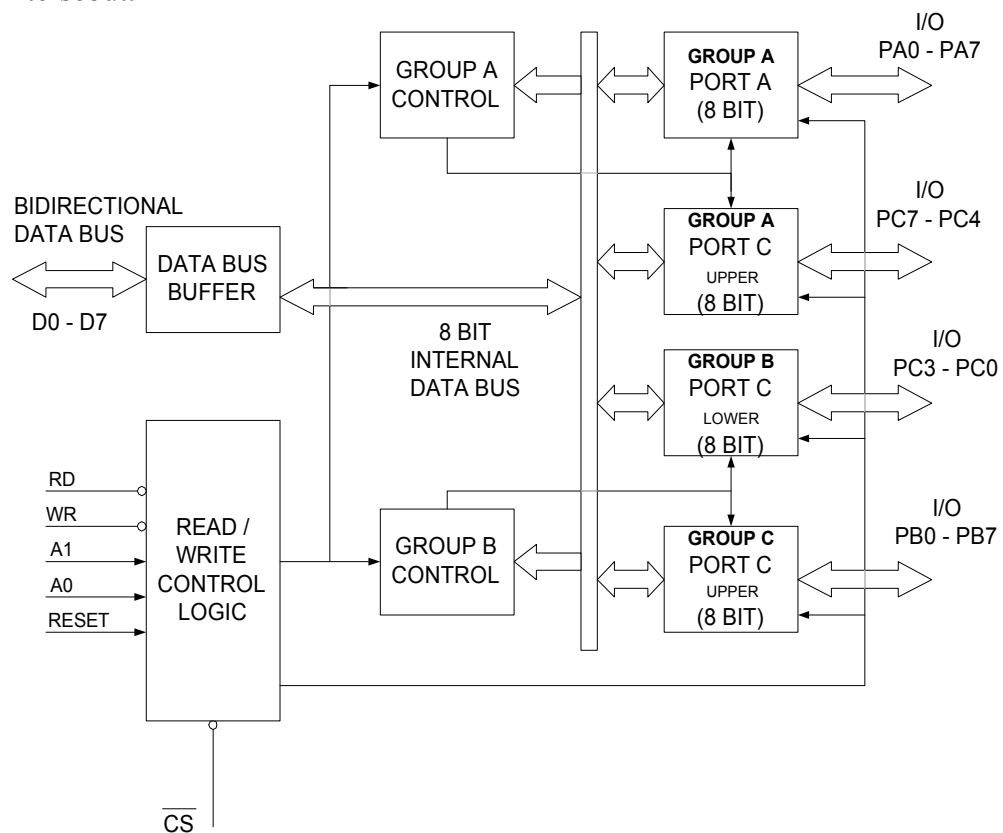 GROUP A
CONTROL
GROUP A
PORT A
(8 BIT)
I/O
PA0 - PA7
BIDIRECTIONAL
DATA BUS
D0 - D7
DATA BUS
BUFFER
8 BIT
INTERNAL
DATA BUS
GROUP A
PORT C
UPPER
(8 BIT)
I/O
PC7 - PC4
GROUP B
PORT C
LOWER
(8 BIT)
I/O
PC3 - PC0
RD
WR
A1
A0
RESET
READ /
WRITE
CONTROL
LOGIC
GROUP B
CONTROL
GROUP C
PORT C
UPPER
(8 BIT)
I/O
PB0 - PB7
CS